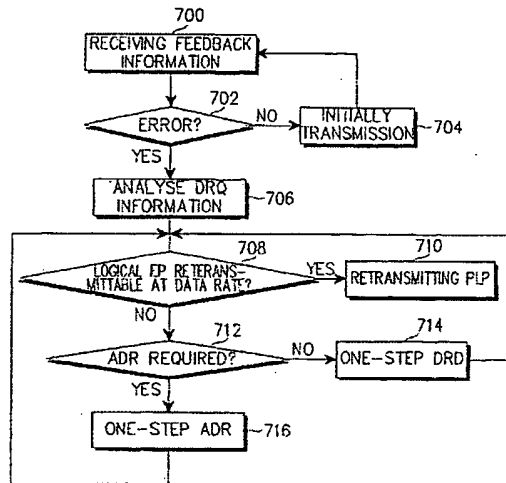 700
RECEIVING FEEDBACK
INFORMATION
702
ERROR?
NO
INITIALLY
TRANSMISSION
704
YES
ANALYSE DRQ
INFORMATION
706
708
LOGICAL EP RETERANS-
MITTABLE AT DATA RATE?
YES
710
RETRANSMITTING PLP
NO
712
ADR REQUIRED?
NO
714
ONE-STEP DRD
YES
ONE-STEP ADR
716